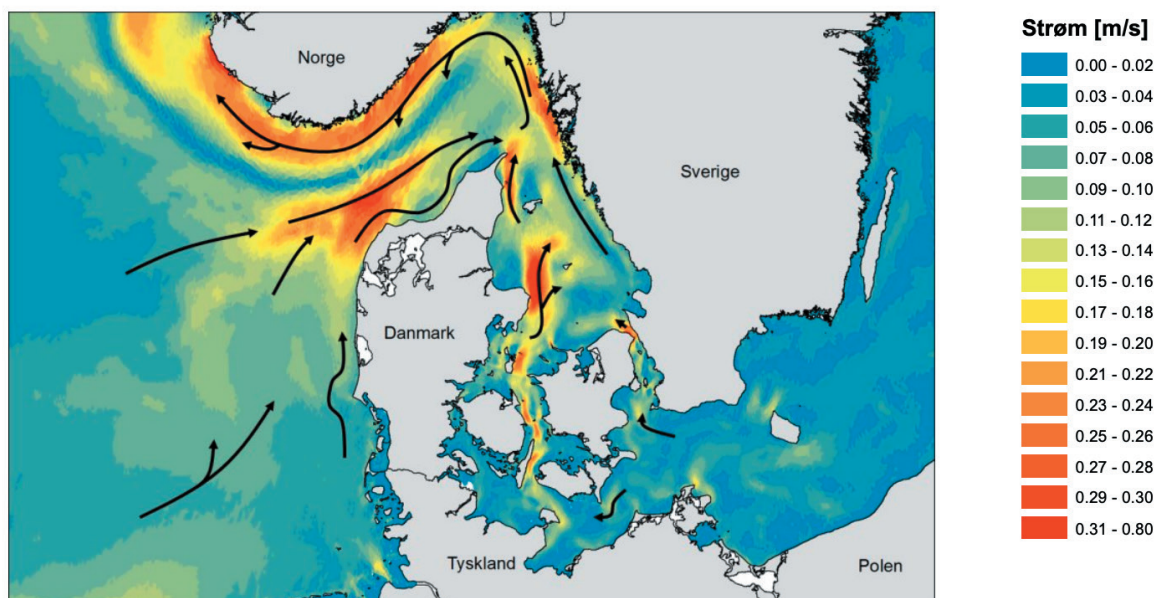 Norge
Sverige
Danmark
Tyskland
Polen
Strøm [m/s]
0.00 - 0.02
0.03 - 0.04
0.05 - 0.06
0.07 - 0.08
0.09 - 0.10
0.11 - 0.12
0.13 - 0.14
0.15 - 0.16
0.17 - 0.18
0.19 - 0.20
0.21 - 0.22
0.23 - 0.24
0.25 - 0.26
0.27 - 0.28
0.29 - 0.30
0.31 - 0.80